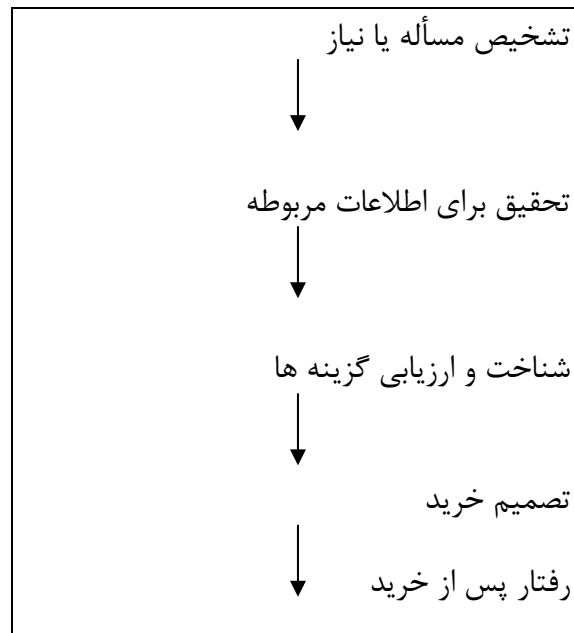 تشخیص مسأله یا نیاز
تحقیق برای اطلاعات مربوطه
شناخت و ارزیابی گزینه ها
تصمیم خرید
رفتار پس از خرید